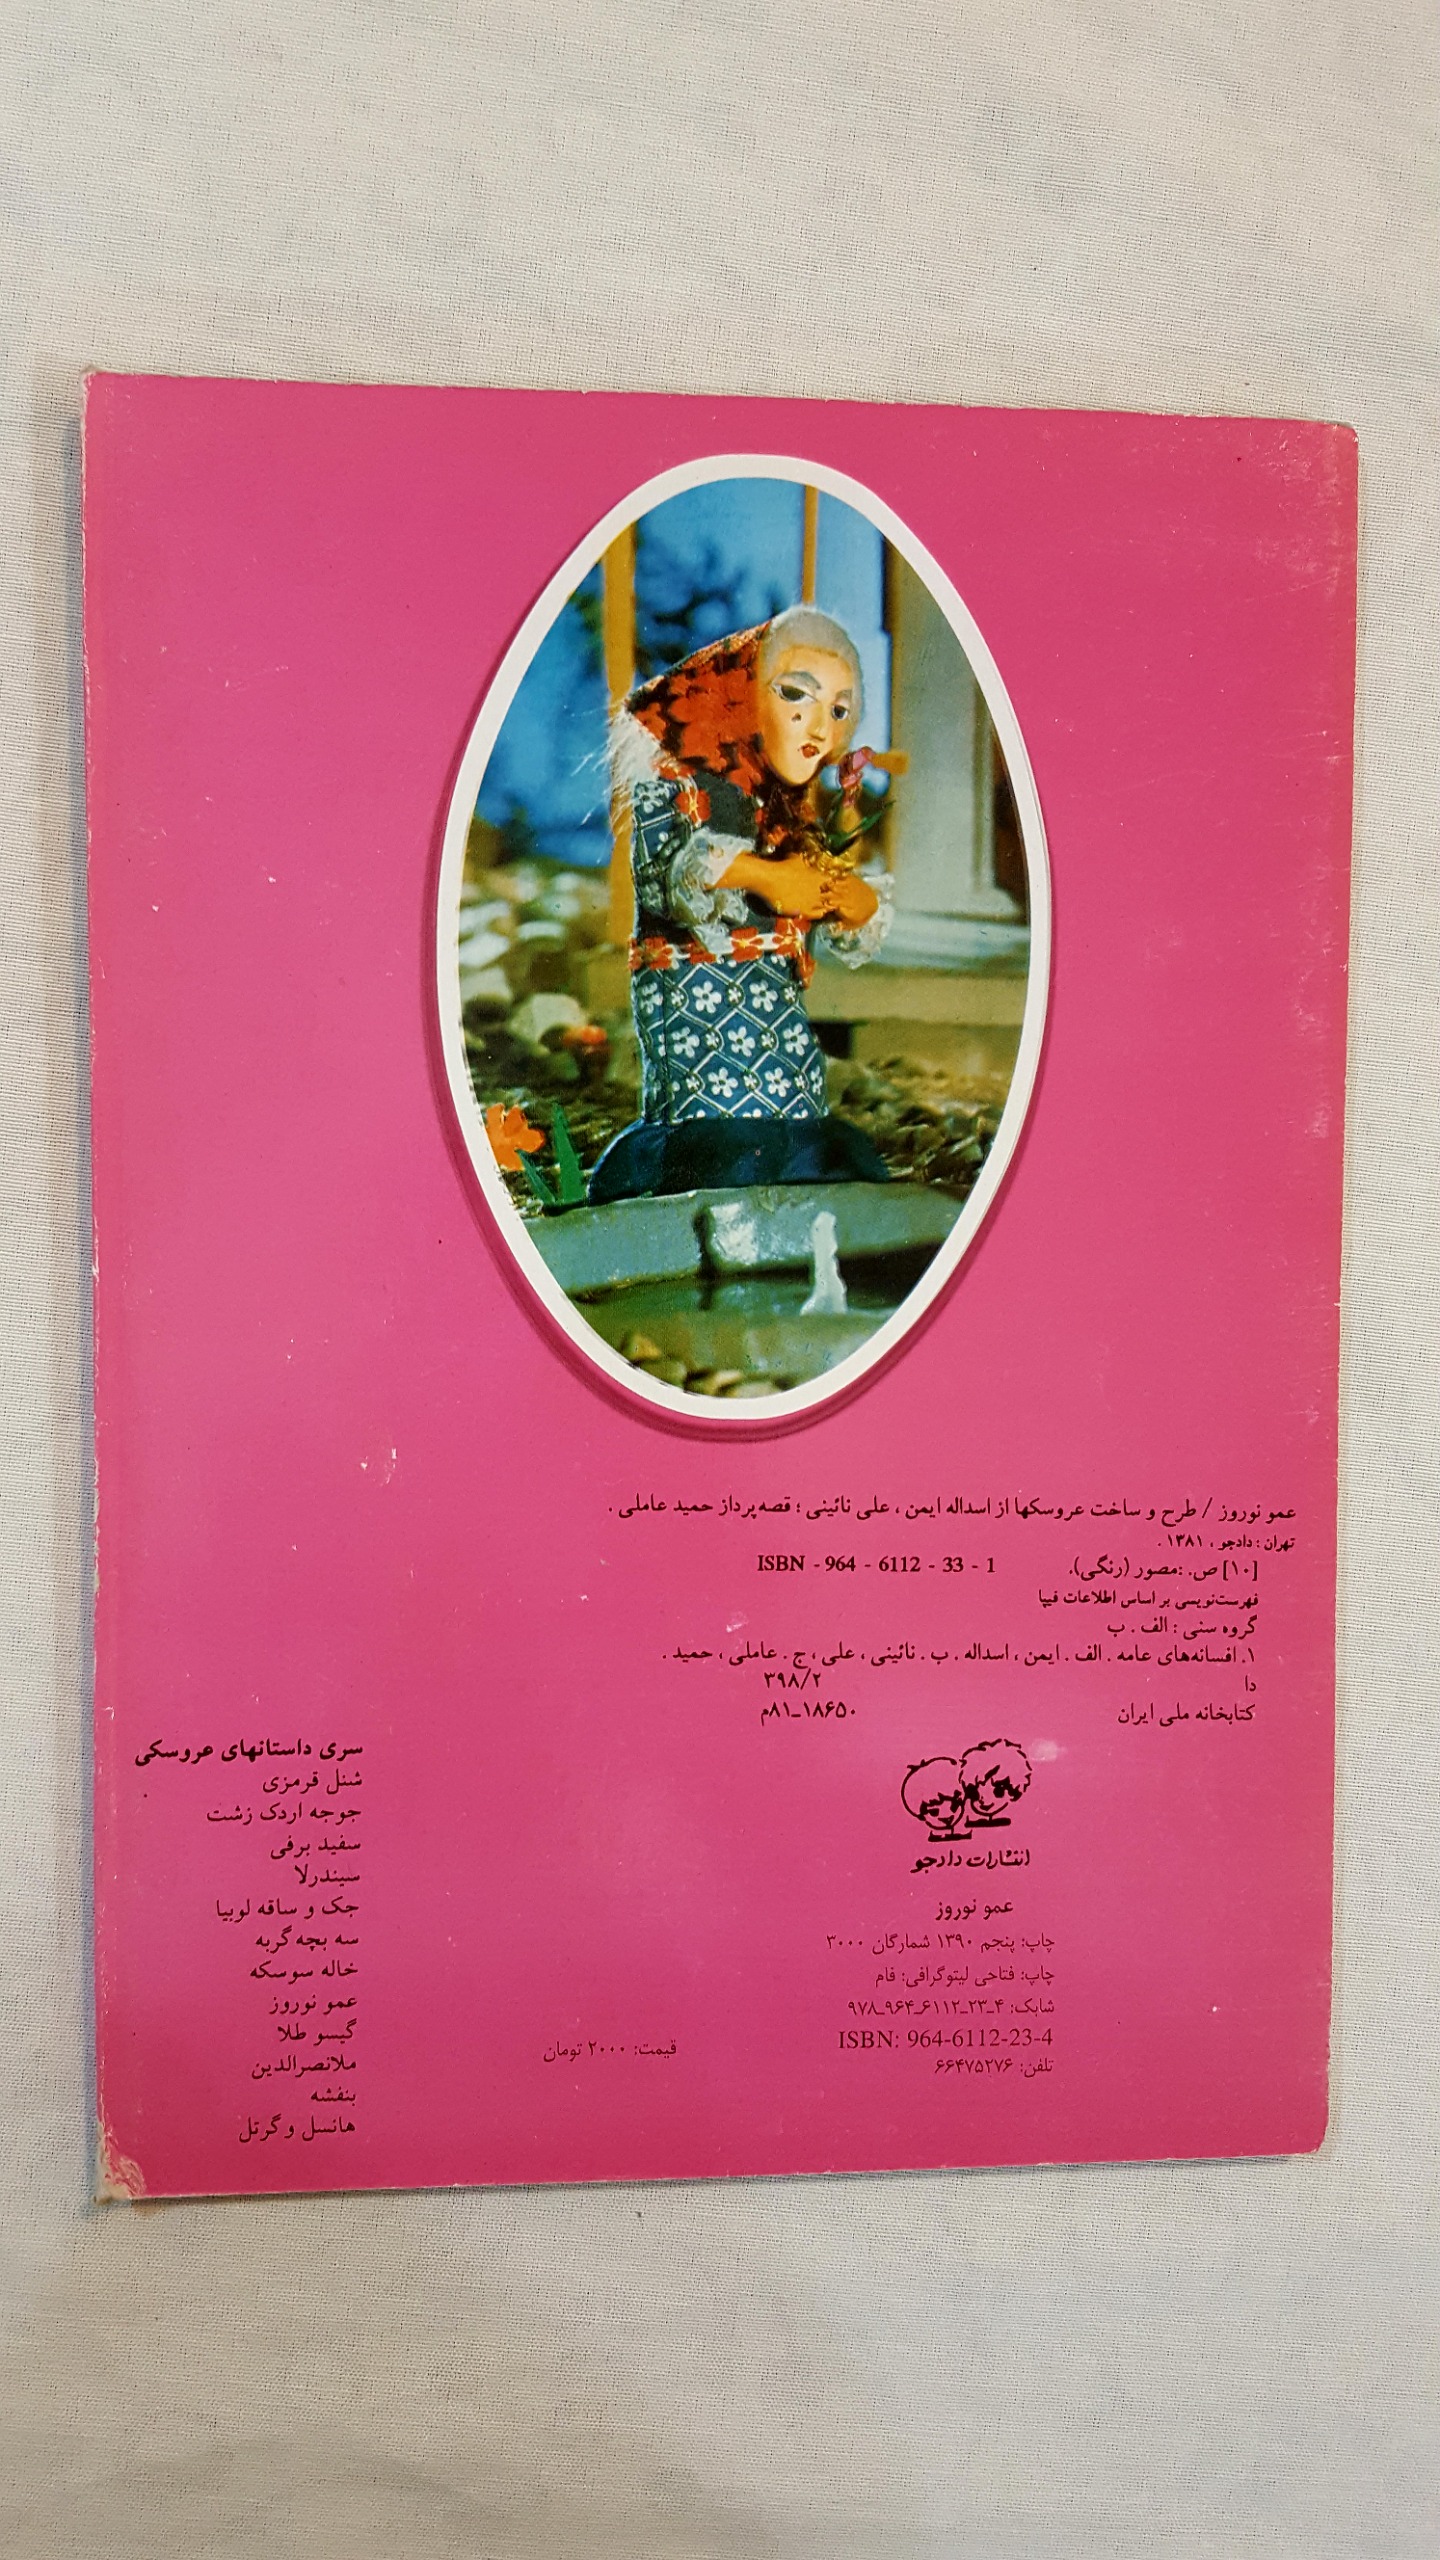 عمو نوروز / طرح و ساخت عروسکها از اسداله ایمن ، علی نائینی ؛ قصه‌پرداز حمید عاملی .
تهران : دادجو ، ۱۳۸۱ .
[۱۰] ص. :مصور (رنگی). ISBN - 964 - 6112 - 33 - 1
فهرست‌نویسی بر اساس اطلاعات فیپا
گروه سنی : الف . ب
۱. افسانه‌های عامه . الف . ایمن ، اسداله . ب . نائینی ، علی ، ج . عاملی ، حمید .
دا ۳۹۸/۲
کتابخانه ملی ایران ۱۸۶۵۰_۸۱م
انتشارات دادجو
عمو نوروز
چاپ: پنجم ۱۳۹۰ شمارگان ۳۰۰۰
چاپ: فتاحی لیتوگرافی: فام
شابک: ۴_۲۳_۶۱۱۲_۹۶۴_۹۷۸
ISBN: 964-6112-23-4
تلفن: ۶۶۴۷۵۲۷۶
قیمت: ۲۰۰۰ تومان
سری داستانهای عروسکی
شنل قرمزی
جوجه اردک زشت
سفید برفی
سیندرلا
جک و ساقه لوبیا
سه بچه گربه
خاله سوسکه
عمو نوروز
گیسو طلا
ملانصرالدین
بنفشه
هانسل و گرتل